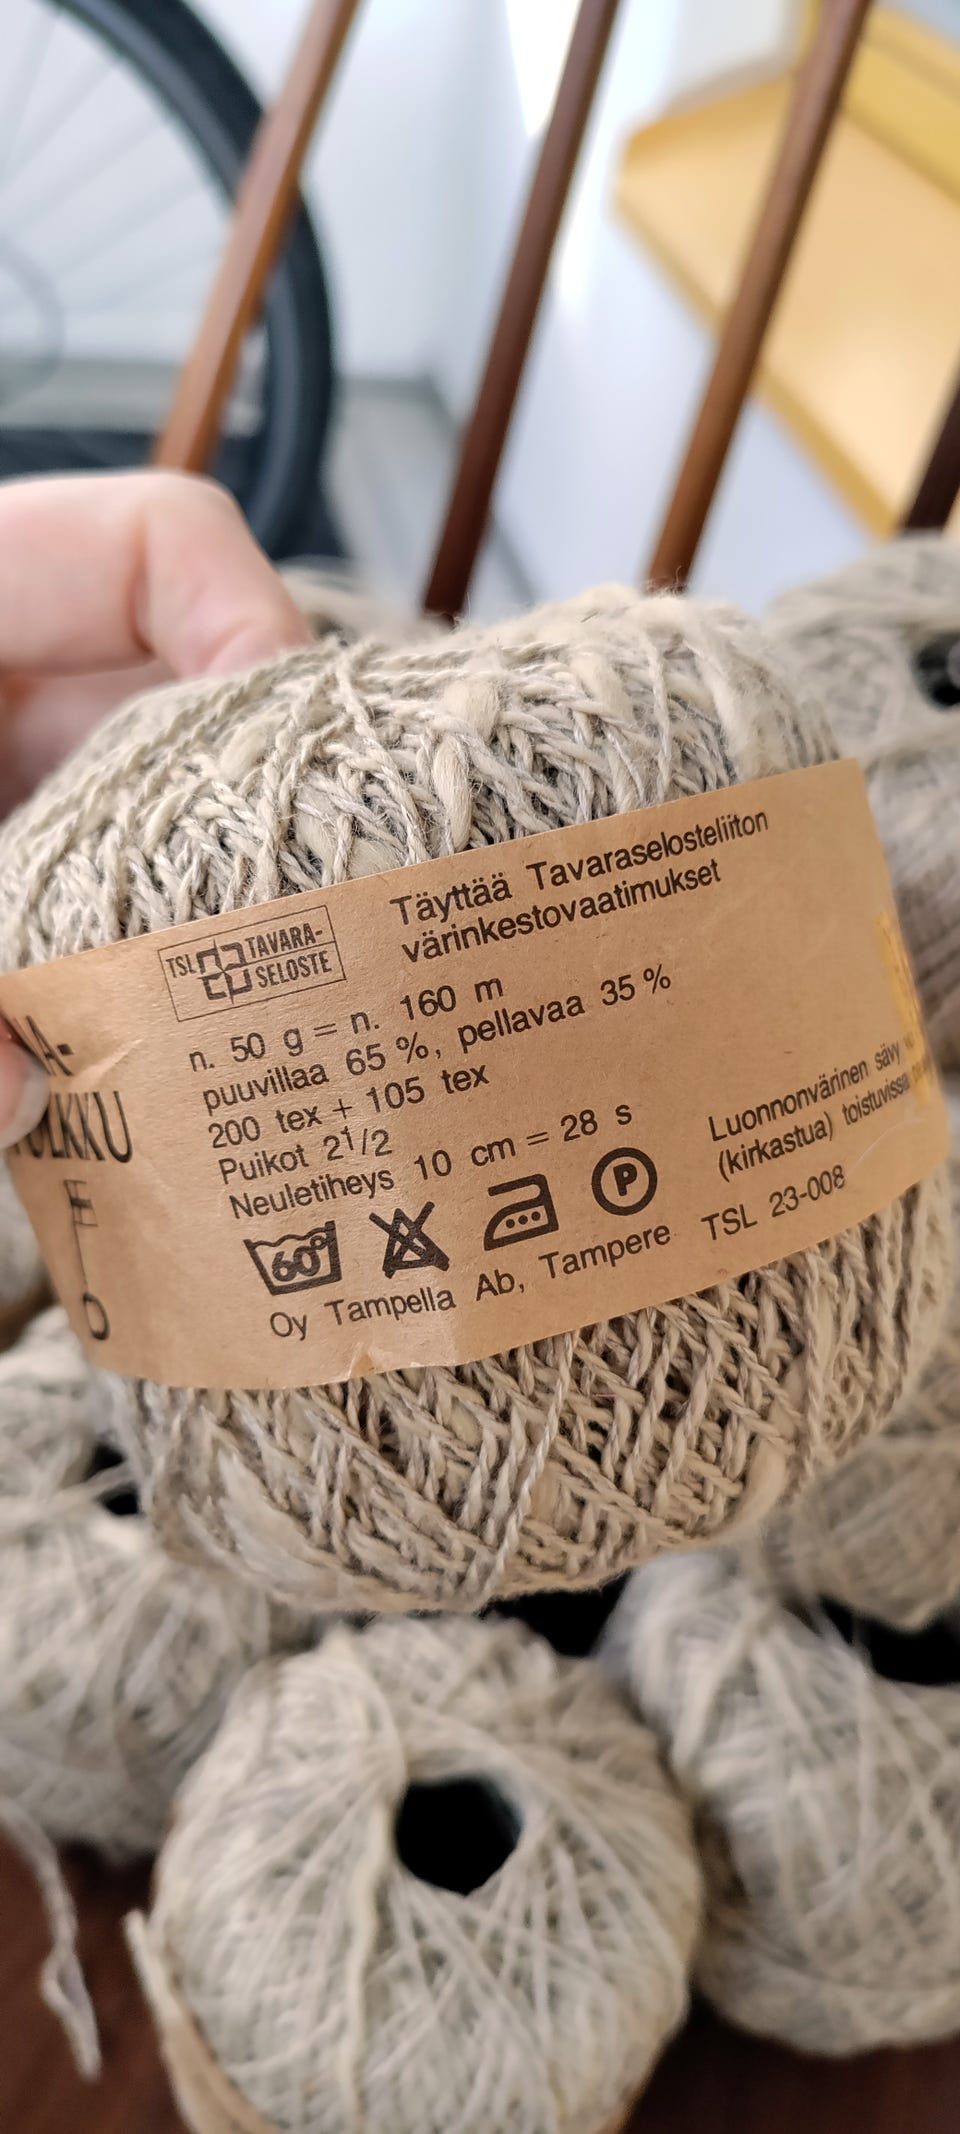 TSL TAVARA-
SELOSTE
Täyttää Tavaraselosteliiton
värinkestovaatimukset
n. 50 g = n. 160 m
puuvillaa 65 %, pellavaa 35 %
200 tex + 105 tex
Puikot 2 1/2
Neuletiheys 10 cm = 28 s
60° P
Oy Tampella Ab, Tampere
Luonnonvärinen sävy
(kirkastua) toistuvissa
TSL 23-008